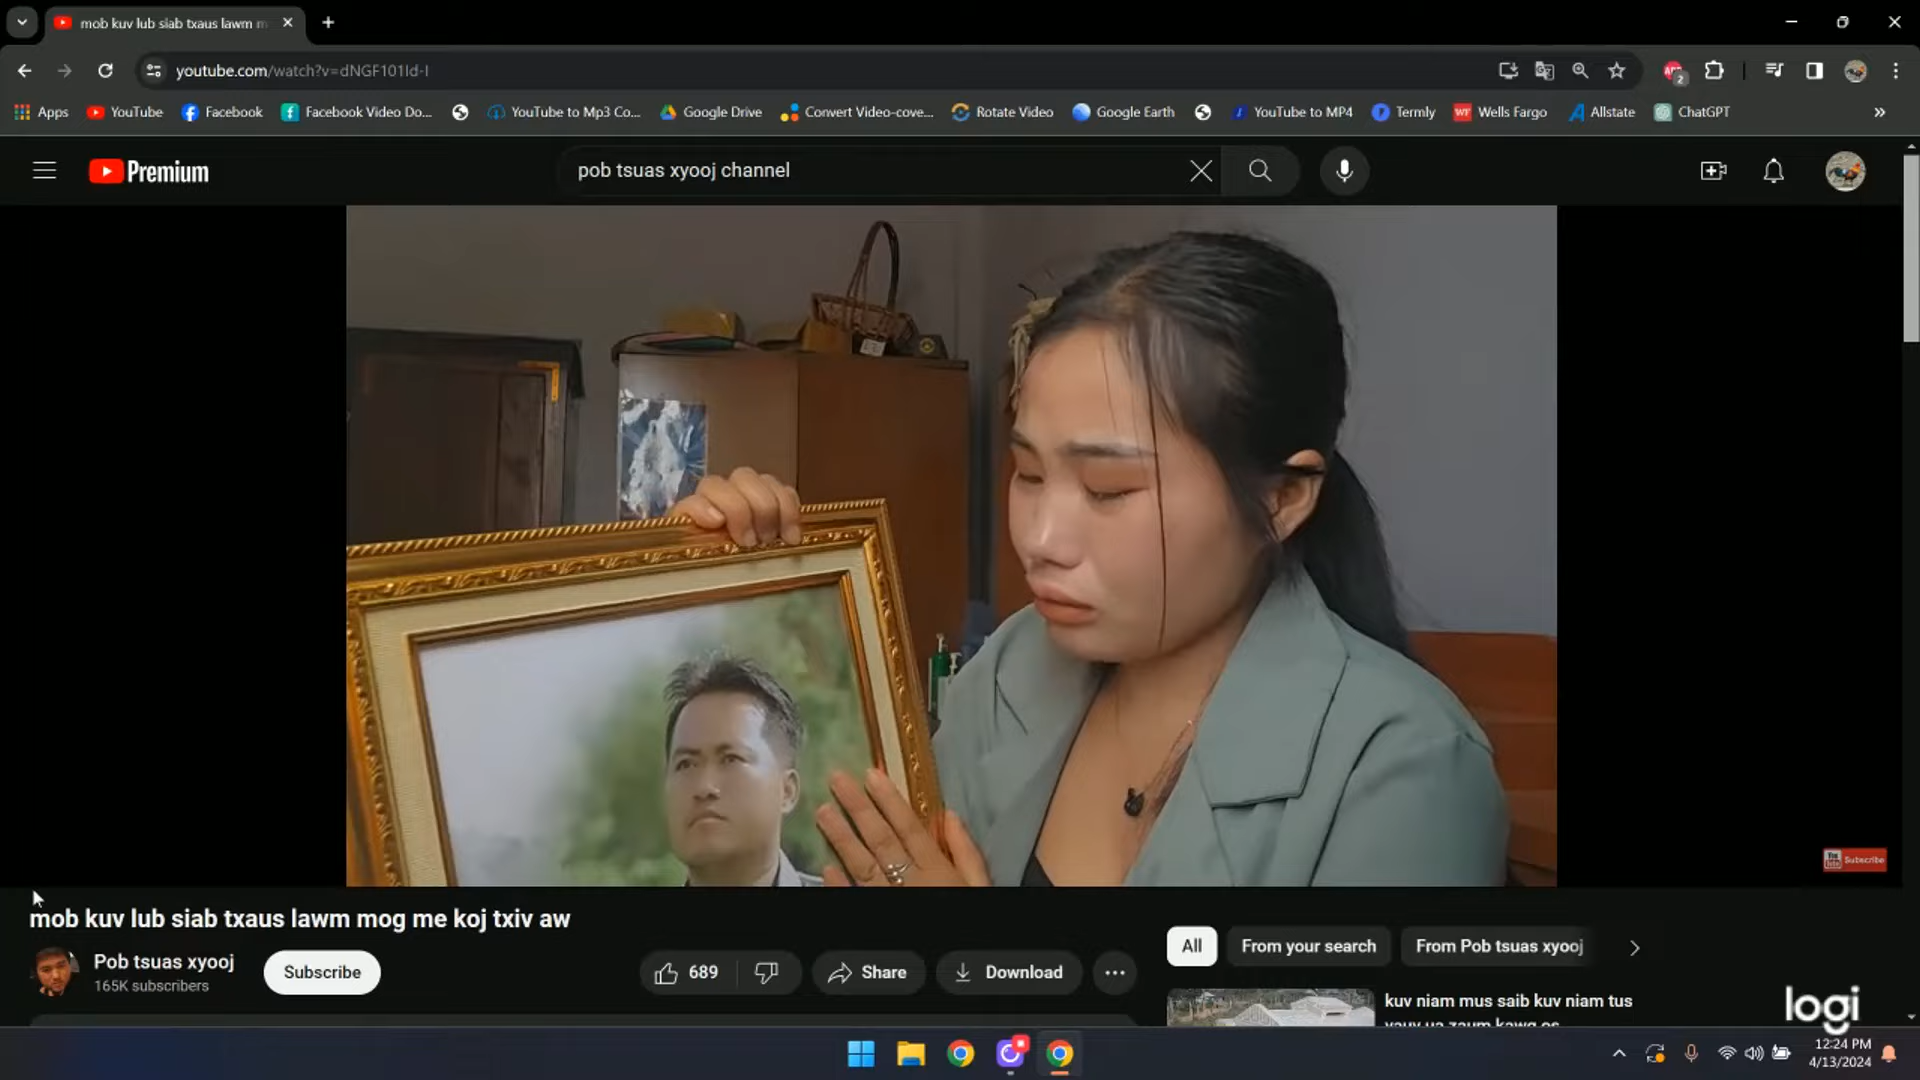 mob kuv lub siab txaus lawm m
youtube.com/watch?v=dNGF101ld-I
2
Apps
YouTube
Facebook
Facebook Video Do...
YouTube to Mp3 Co...
Google Drive
Convert Video-cove...
Rotate Video
Google Earth
YouTube to MP4
Termly
WF
Wells Fargo
Allstate
ChatGPT
Premium
pob tsuas xyooj channel
Subscribe
mob kuv lub siab txaus lawm mog me koj txiv aw
Pob tsuas xyooj
165K subscribers
Subscribe
689
Share
Download
All
From your search
From Pob tsuas xyooj
kuv niam mus saib kuv niam tus
logi
12:24 PM
4/13/2024